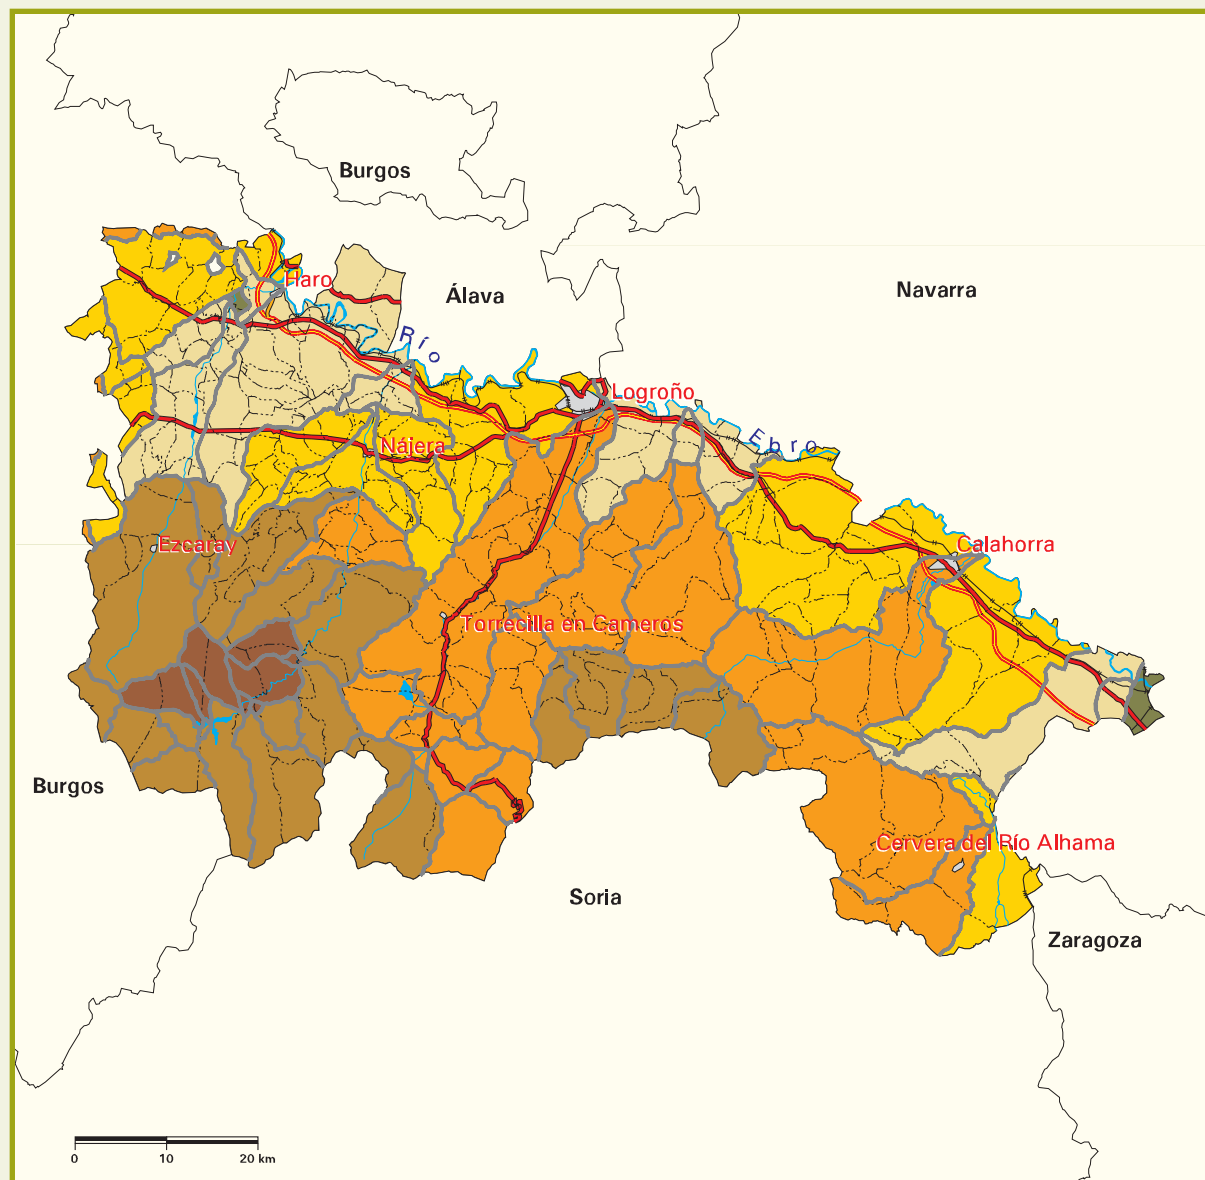 Burgos
Haro
Álava
Navarra
Río
Logroño
Ebro
Nájera
Ezcaray
Calahorra
Torrecilla en Cameros
Burgos
Cervera del Río Alhama
Soria
Zaragoza
0 10 20 km